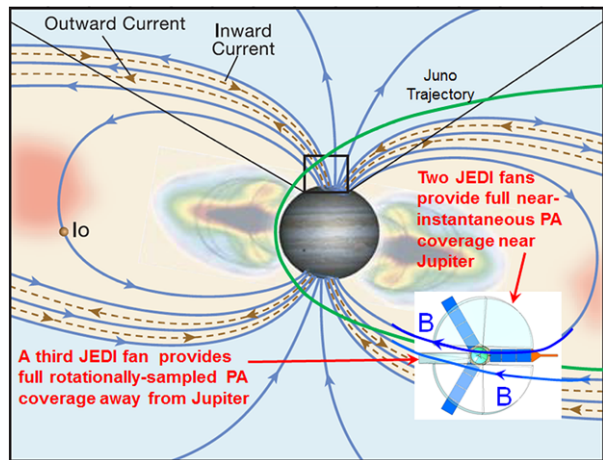 Outward Current
Inward
Current
Juno
Trajectory
Two JEDI fans
provide full near-
instantaneous PA
coverage near
Jupiter
Io
B
A third JEDI fan provides
full rotationally-sampled PA
coverage away from Jupiter
B